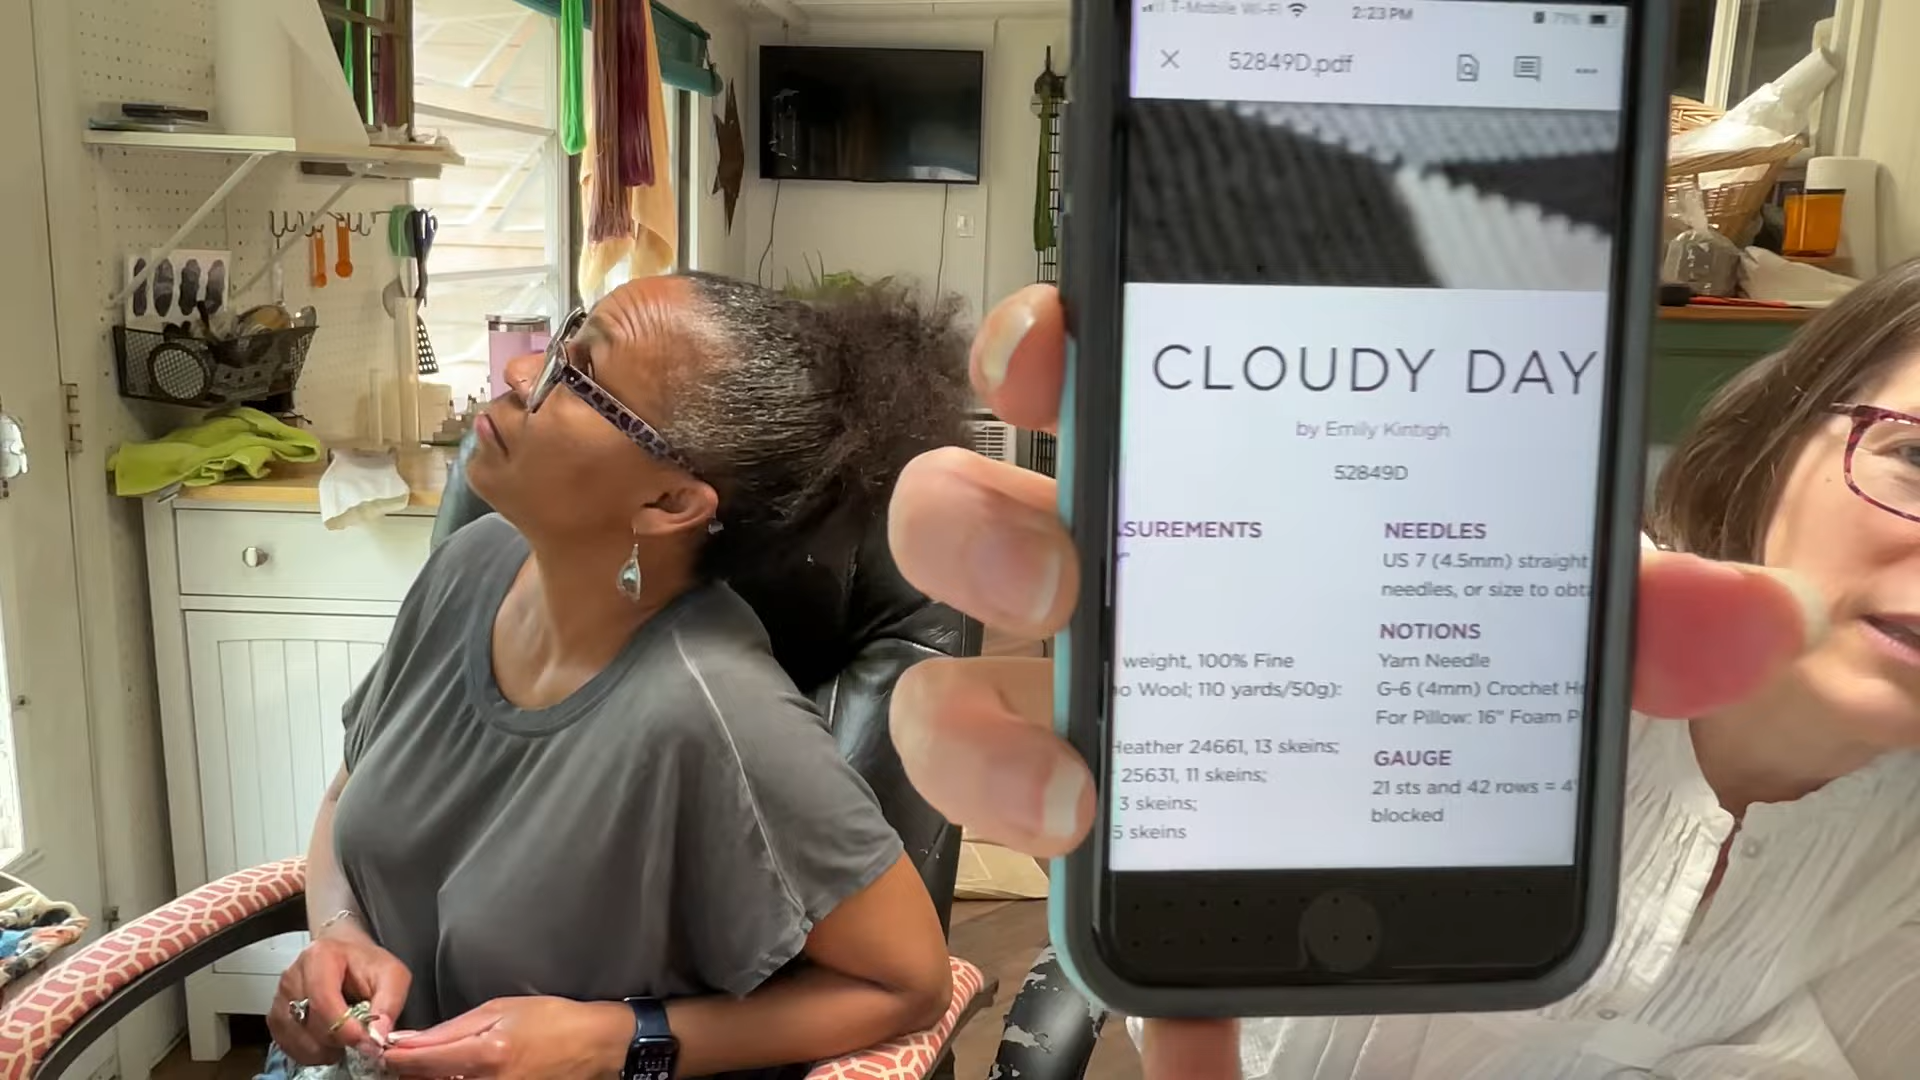 T-Mobile Wi-Fi 2:23 PM 71%
52849D.pdf
CLOUDY DAY
by Emily Kintigh
52849D
SUREMENTS
weight, 100% Fine
o Wool; 110 yards/50g):
Heather 24661, 13 skeins;
25631, 11 skeins;
3 skeins;
5 skeins
NEEDLES
US 7 (4.5mm) straight
needles, or size to obt
NOTIONS
Yarn Needle
G-6 (4mm) Crochet H
For Pillow: 16" Foam P
GAUGE
21 sts and 42 rows = 4"
blocked